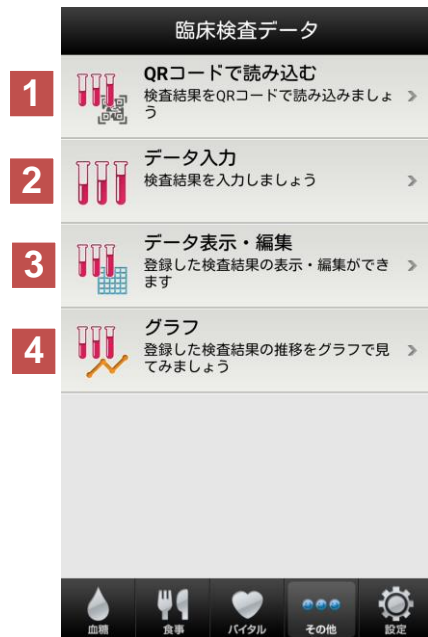 臨床検査データ
1
QRコードで読み込む
検査結果をQRコードで読み込みましょ
う
2
データ入力
検査結果を入力しましょう
3
データ表示・編集
登録した検査結果の表示・編集ができ
ます
4
グラフ
登録した検査結果の推移をグラフで見
てみましょう
血糖
食事
バイタル
その他
設定